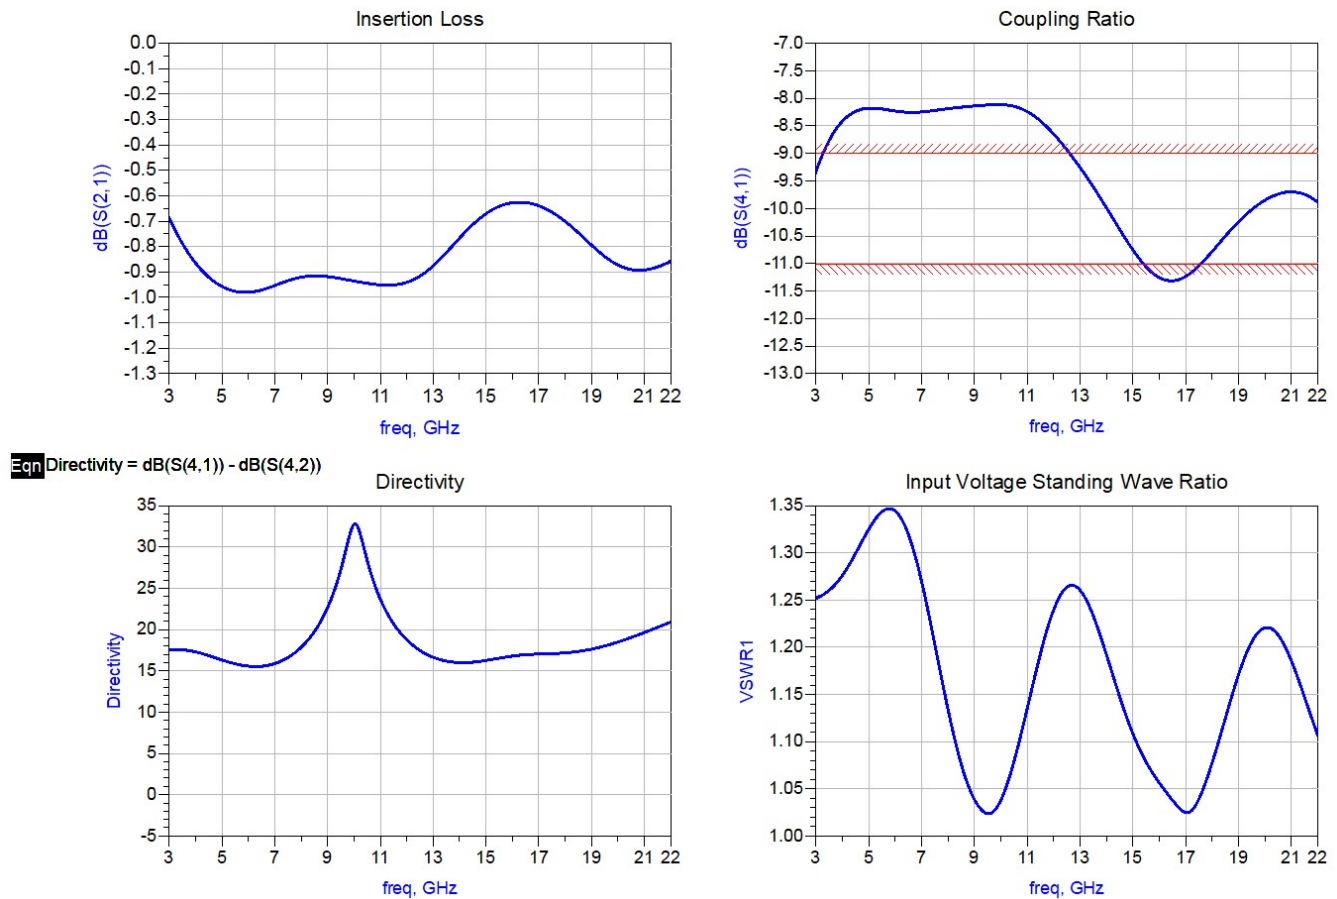 Insertion Loss
0.0
-0.1
-0.2
-0.3
-0.4
-0.5
-0.6
-0.7
-0.8
-0.9
-1.0
-1.1
-1.2
-1.3
dB(S(2,1))
3 5 7 9 11 13 15 17 19 21 22
freq, GHz
Coupling Ratio
-7.0
-7.5
-8.0
-8.5
-9.0
-9.5
-10.0
-10.5
-11.0
-11.5
-12.0
-12.5
-13.0
dB(S(4,1))
3 5 7 9 11 13 15 17 19 21 22
freq, GHz
Eqn Directivity = dB(S(4,1)) - dB(S(4,2))
Directivity
35
30
25
20
15
10
5
0
-5
Directivity
3 5 7 9 11 13 15 17 19 21 22
freq, GHz
Input Voltage Standing Wave Ratio
1.35
1.30
1.25
1.20
1.15
1.10
1.05
1.00
VSWR1
3 5 7 9 11 13 15 17 19 21 22
freq, GHz